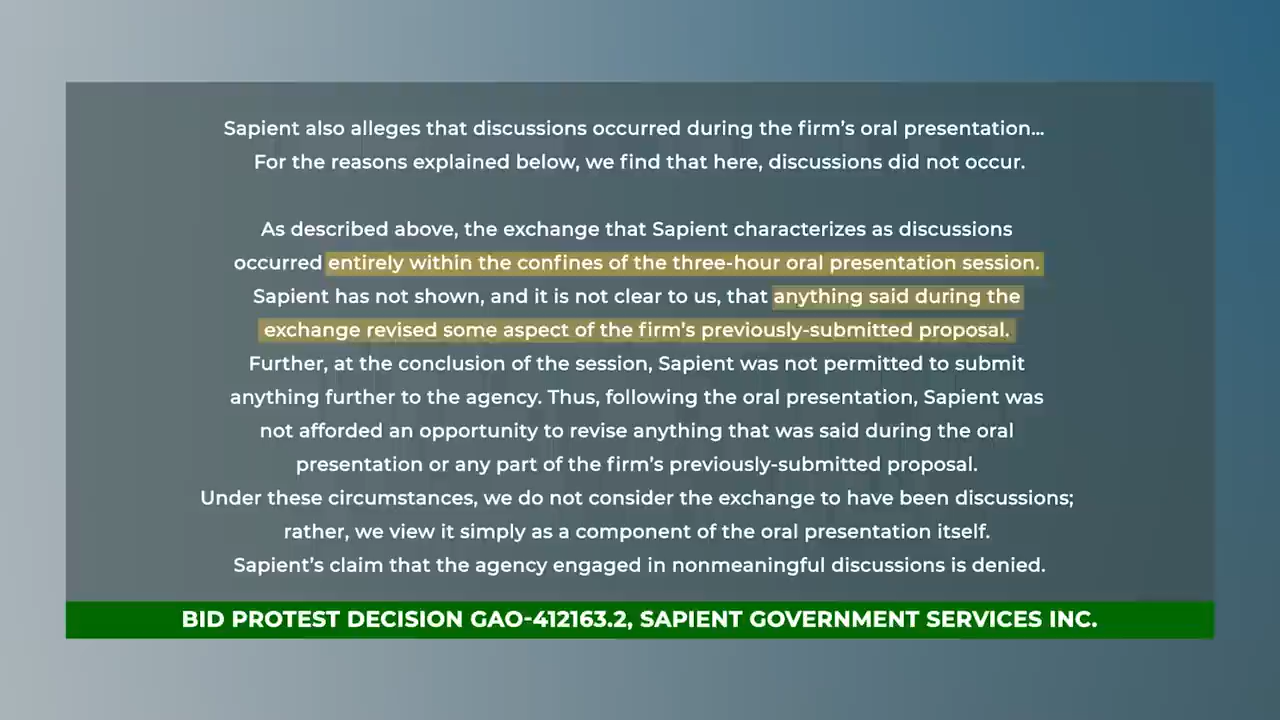 Sapient also alleges that discussions occurred during the firm's oral presentation...
For the reasons explained below, we find that here, discussions did not occur.
As described above, the exchange that Sapient characterizes as discussions
occurred entirely within the confines of the three-hour oral presentation session.
Sapient has not shown, and it is not clear to us, that anything said during the
exchange revised some aspect of the firm's previously-submitted proposal.
Further, at the conclusion of the session, Sapient was not permitted to submit
anything further to the agency. Thus, following the oral presentation, Sapient was
not afforded an opportunity to revise anything that was said during the oral
presentation or any part of the firm's previously-submitted proposal.
Under these circumstances, we do not consider the exchange to have been discussions;
rather, we view it simply as a component of the oral presentation itself.
Sapient's claim that the agency engaged in nonmeaningful discussions is denied.
BID PROTEST DECISION GAO-412163.2, SAPIENT GOVERNMENT SERVICES INC.